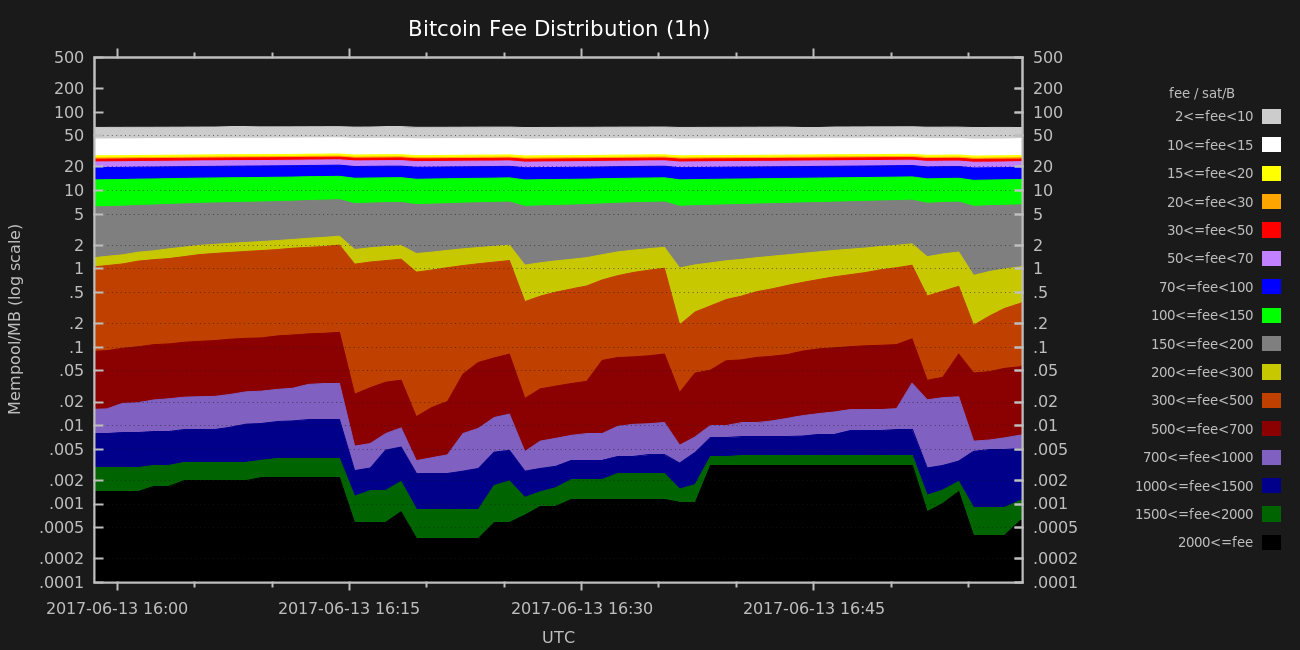 Bitcoin Fee Distribution (1h)
Mempool/MB (log scale)
500
200
100
50
20
10
5
2
1
.5
.2
.1
.05
.02
.01
.005
.002
.001
.0005
.0002
.0001
500
200
100
50
20
10
5
2
1
.5
.2
.1
.05
.02
.01
.005
.002
.001
.0005
.0002
.0001
2017-06-13 16:00
2017-06-13 16:15
2017-06-13 16:30
2017-06-13 16:45
UTC
fee / sat/B
2<=fee<10
10<=fee<15
15<=fee<20
20<=fee<30
30<=fee<50
50<=fee<70
70<=fee<100
100<=fee<150
150<=fee<200
200<=fee<300
300<=fee<500
500<=fee<700
700<=fee<1000
1000<=fee<1500
1500<=fee<2000
2000<=fee